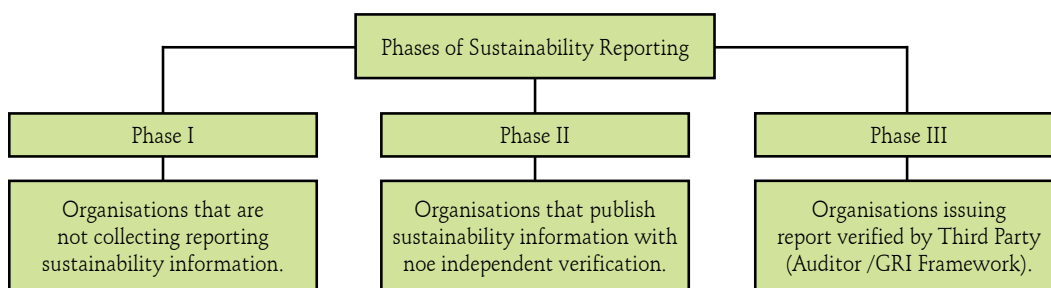 Phases of Sustainability Reporting
Phase I
Phase II
Phase III
Organisations that are
not collecting reporting
sustainability information.
Organisations that publish
sustainability information with
noe independent verification.
Organisations issuing
report verified by Third Party
(Auditor /GRI Framework).